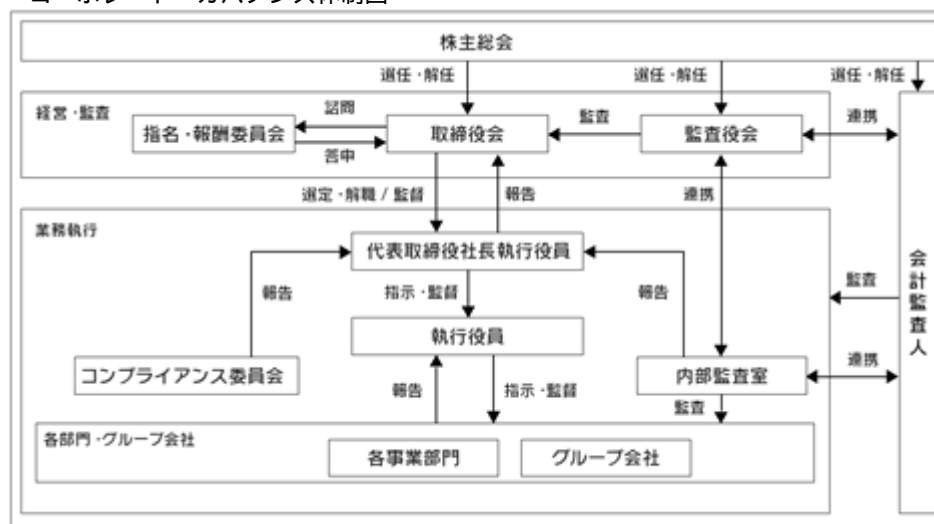 コーポレート・ガバナンス体制図
株主総会
選任・解任
選任・解任
選任・解任
経営・監査
指名・報酬委員会
諮問
答申
取締役会
監査
監査役会
連携
選定・解職 / 監督
報告
連携
業務執行
代表取締役社長執行役員
報告
指示・監督
報告
監査
会計監査人
執行役員
コンプライアンス委員会
内部監査室
連携
報告
指示・監督
監査
各部門・グループ会社
各事業部門
グループ会社